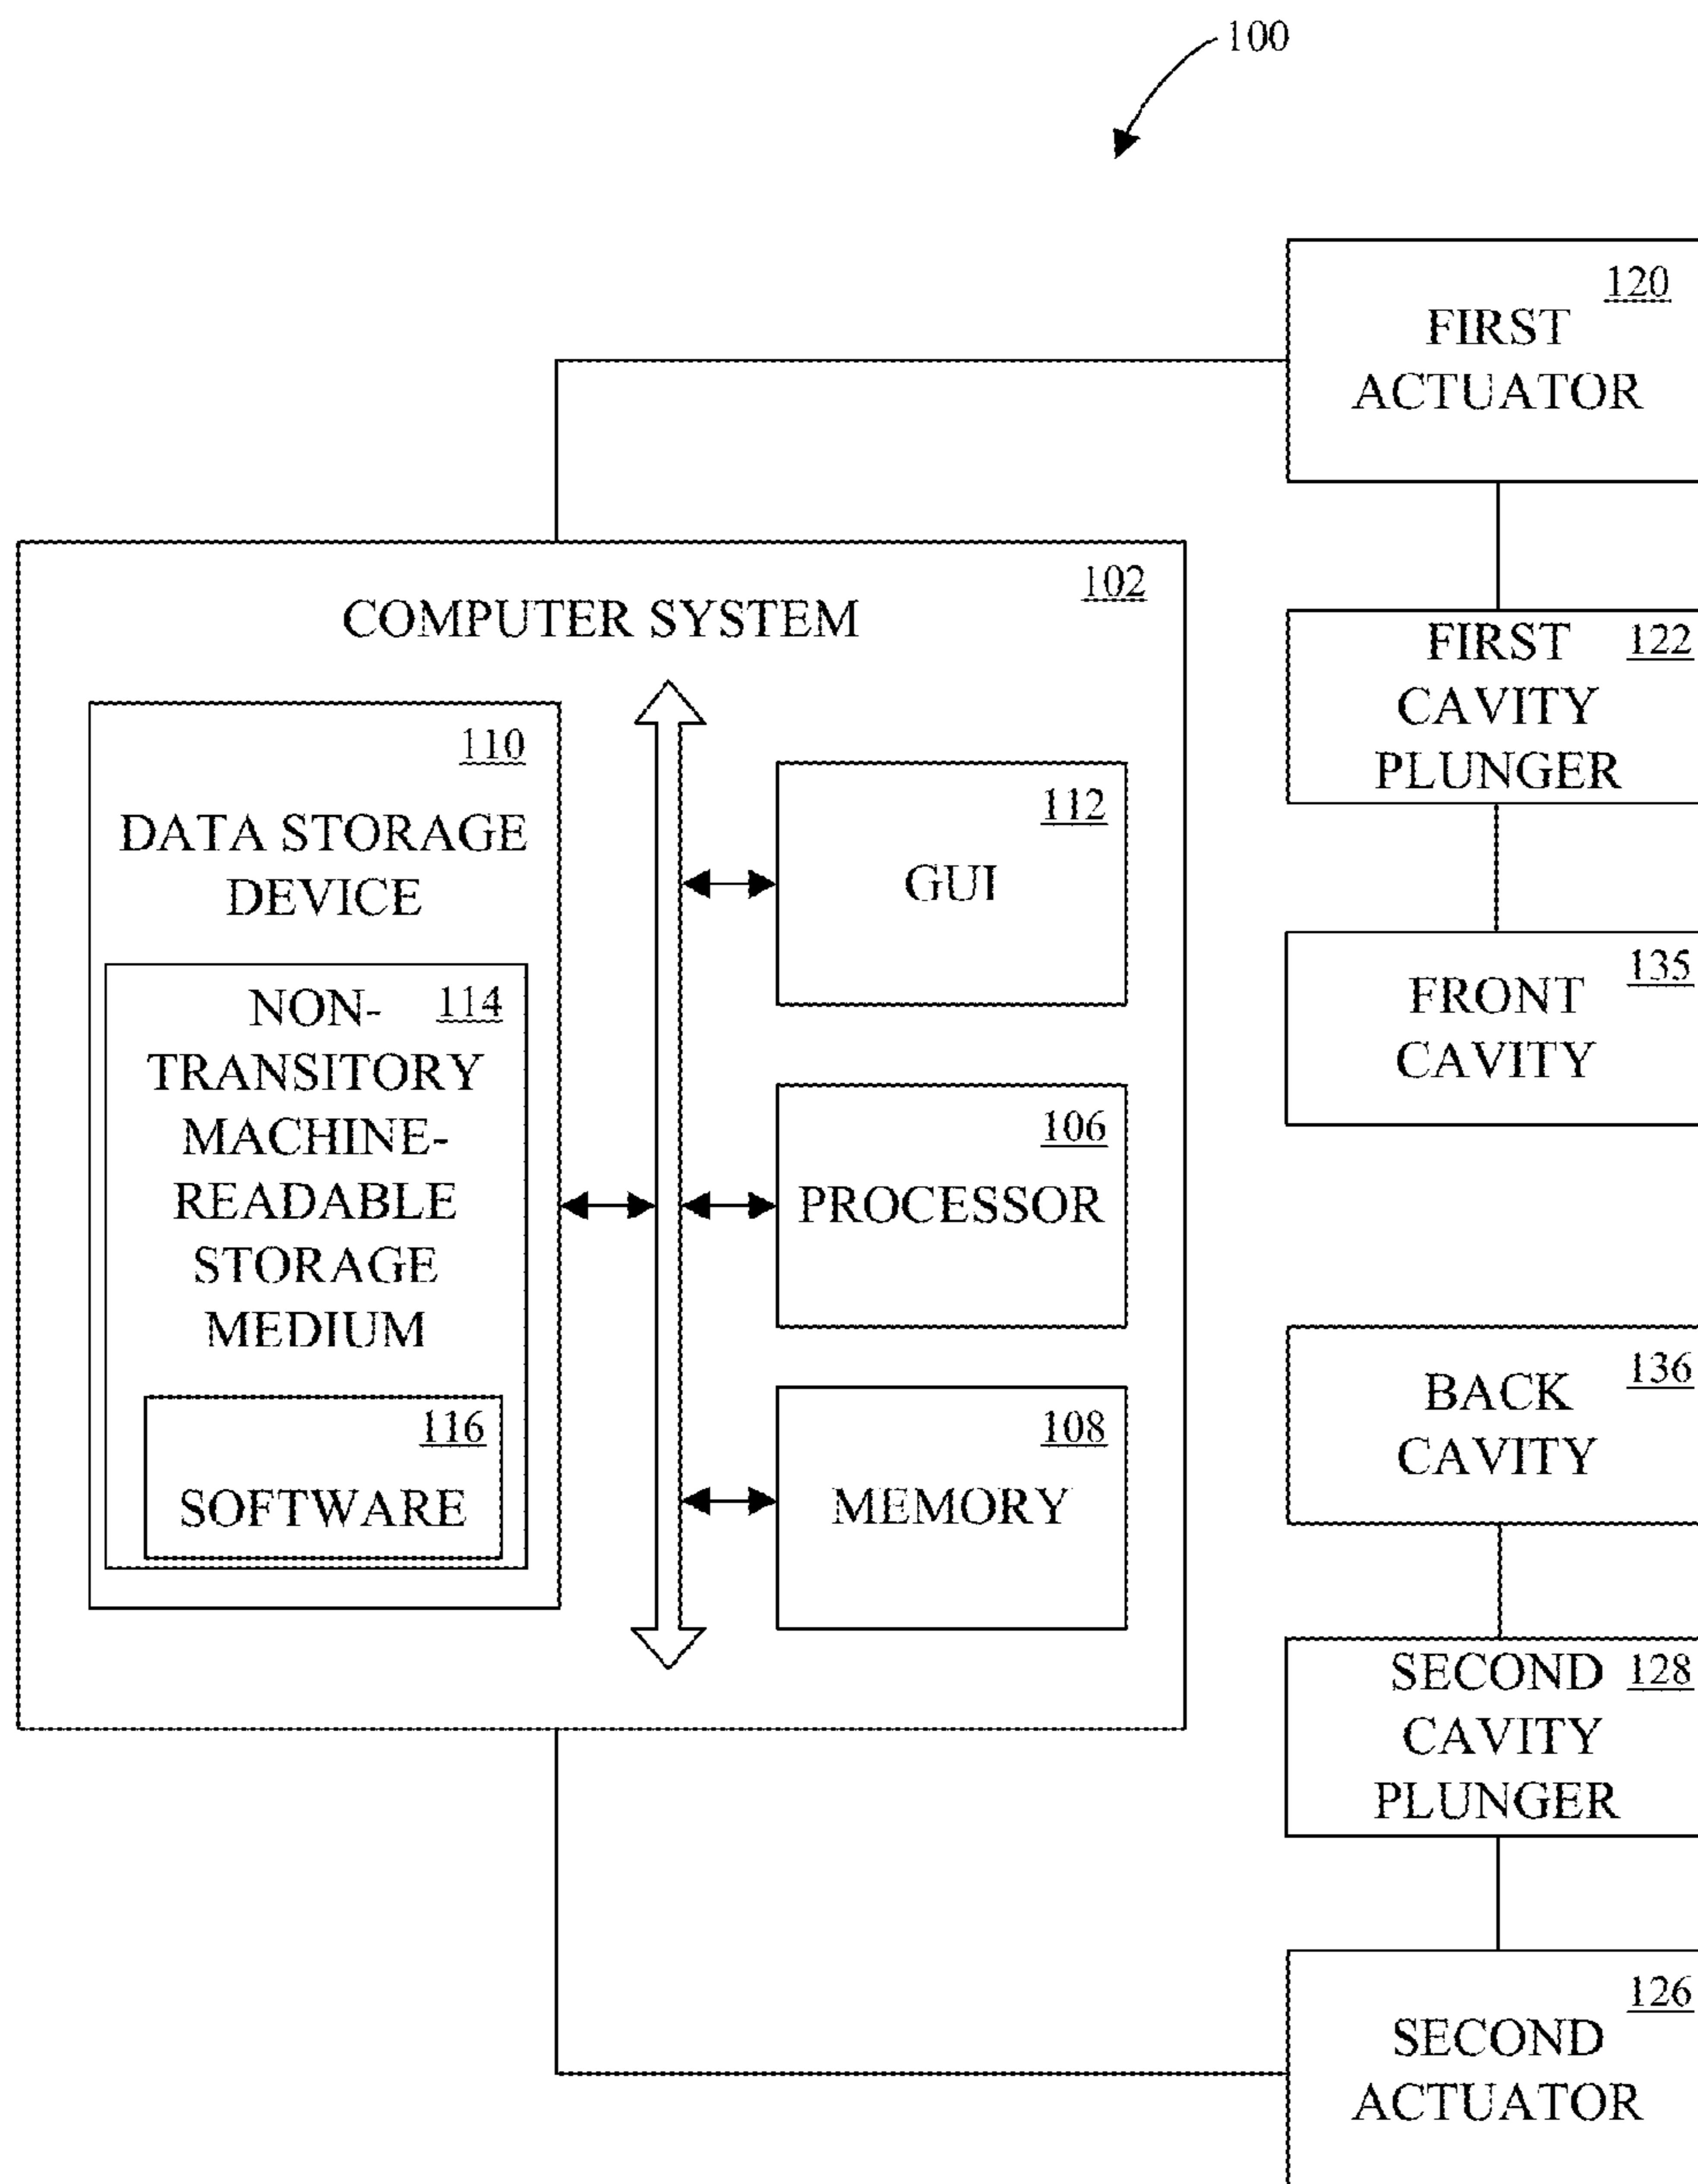 100
120
FIRST
ACTUATOR
102
COMPUTER SYSTEM
FIRST 122
CAVITY
PLUNGER
110
DATA STORAGE
DEVICE
112
GUI
135
FRONT
CAVITY
NON- 114
TRANSITORY
MACHINE-
READABLE
STORAGE
MEDIUM
106
PROCESSOR
116
SOFTWARE
108
MEMORY
136
BACK
CAVITY
SECOND 128
CAVITY
PLUNGER
126
SECOND
ACTUATOR